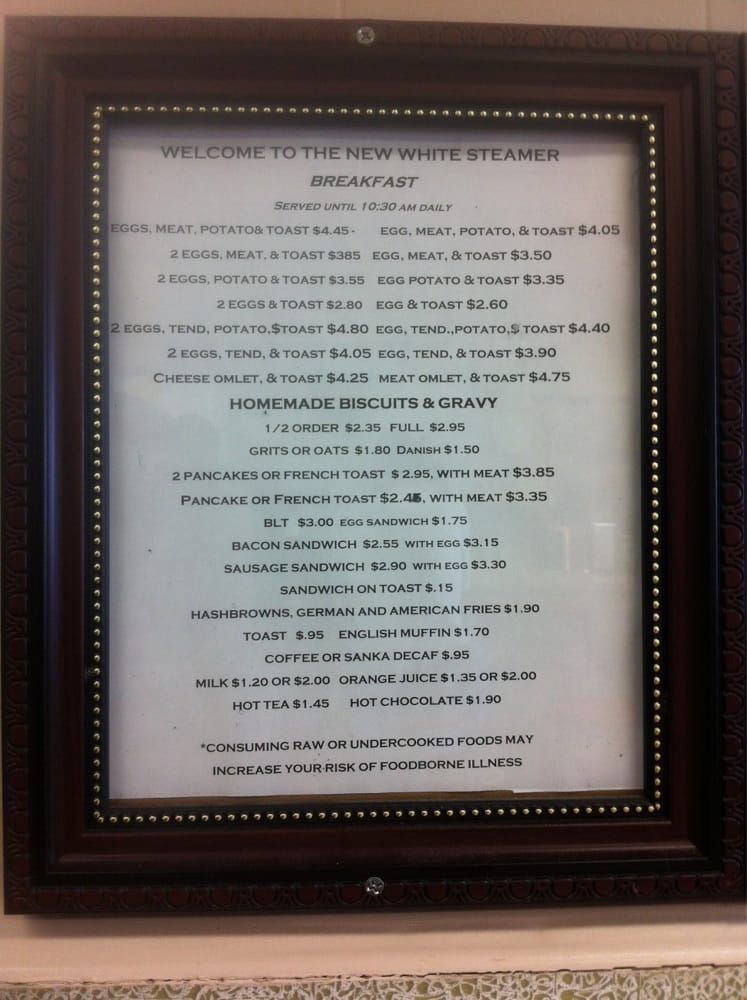 WELCOME TO THE NEW WHITE STEAMER
BREAKFAST
SERVED UNTIL 10:30 AM DAILY
EGGS, MEAT, POTATO& TOAST $4.45- EGG, MEAT, POTATO, & TOAST $4.05
2 EGGS, MEAT, & TOAST $385 EGG, MEAT, & TOAST $3.50
2 EGGS, POTATO & TOAST $3.55 EGG POTATO & TOAST $3.35
2 EGGS & TOAST $2.80 EGG & TOAST $2.60
2 EGGS, TEND, POTATO,$TOAST $4.80 EGG, TEND.,POTATO,$ TOAST $4.40
2 EGGS, TEND, & TOAST $4.05 EGG, TEND, & TOAST $3.90
CHEESE OMLET, & TOAST $4.25 MEAT OMLET, & TOAST $4.75
HOMEMADE BISCUITS & GRAVY
1/2 ORDER $2.35 FULL $2.95
GRITS OR OATS $1.80 DANISH $1.50
2 PANCAKES OR FRENCH TOAST $ 2.95, WITH MEAT $3.85
PANCAKE OR FRENCH TOAST WITH MEAT $3.35
BLT $3.00 EGG SANDWICH $1.75
BACON SANDWICH $2.55 WITH EGG $3.15
SAUSAGE SANDWICH $2.90 WITH EGG $3.30
SANDWICH ON TOAST $.15
HASHBROWNS, GERMAN AND AMERICAN FRIES $1.90
TOAST $.95 ENGLISH MUFFIN $1.70
COFFEE OR SANKA DECAF $.95
MILK $1.20 OR $2.00 ORANGE JUICE $1.35 OR $2.00
HOT TEA $1.45 HOT CHOCOLATE $1.90
*CONSUMING RAW OR UNDERCOOKED FOODS MAY
INCREASE YOUR RISK OF FOODBORNE ILLNESS